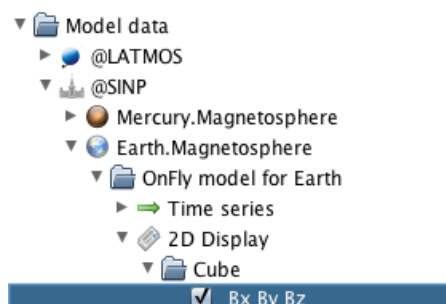 Model data
@LATMOS
@SINP
Mercury.Magnetosphere
Earth.Magnetosphere
OnFly model for Earth
Time series
2D Display
Cube
Bx By Bz